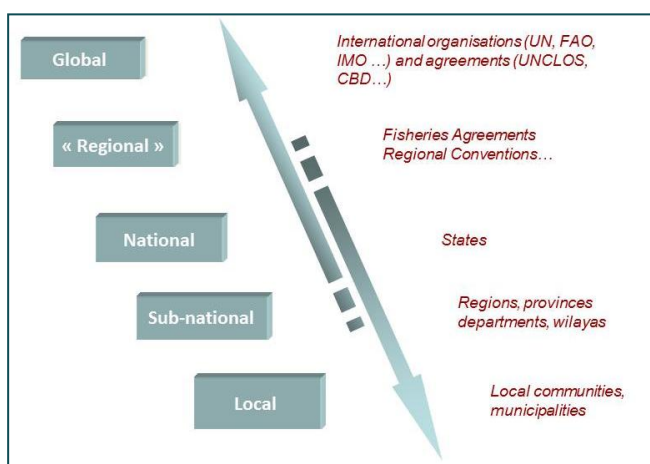 Global
International organisations (UN, FAO,
IMO ...) and agreements (UNCLOS,
CBD...)
« Regional »
Fisheries Agreements
Regional Conventions...
National
States
Sub-national
Regions, provinces
departments, wilayas
Local
Local communities,
municipalities